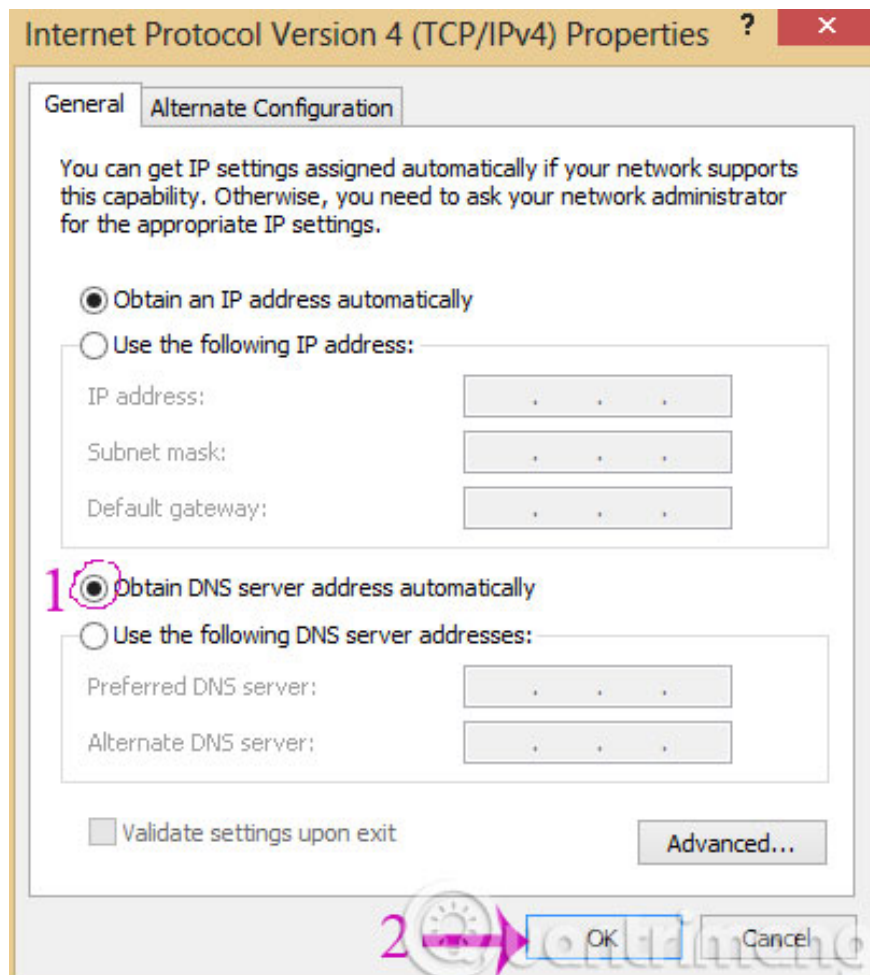 Internet Protocol Version 4 (TCP/IPv4) Properties ? ×
General Alternate Configuration
You can get IP settings assigned automatically if your network supports
this capability. Otherwise, you need to ask your network administrator
for the appropriate IP settings.
Obtain an IP address automatically
Use the following IP address:
IP address: . . .
Subnet mask: . . .
Default gateway: . . .
1 Obtain DNS server address automatically
Use the following DNS server addresses:
Preferred DNS server: . . .
Alternate DNS server: . . .
Validate settings upon exit
Advanced...
2 OK Cancel